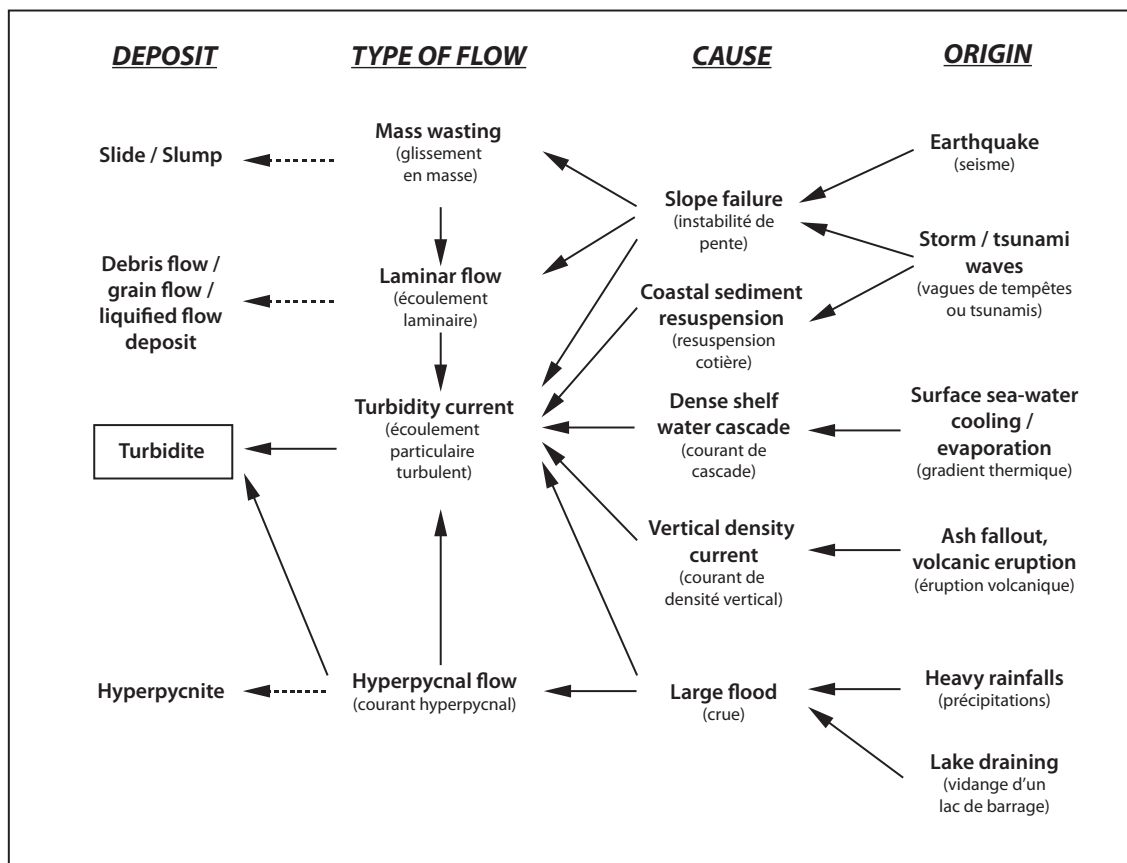 DEPOSIT
TYPE OF FLOW
CAUSE
ORIGIN
Slide / Slump
Debris flow /
grain flow /
liquified flow
deposit
Turbidite
Hyperpycnite
Mass wasting
(glissement
en masse)
Laminar flow
(écoulement
laminaire)
Turbidity current
(écoulement
particulaire
turbulent)
Hyperpycnal flow
(courant hyperpycnal)
Slope failure
(instabilité de
pente)
Coastal sediment
resuspension
(resuspension
cotière)
Dense shelf
water cascade
(courant de
cascade)
Vertical density
current
(courant de
densité vertical)
Large flood
(crue)
Earthquake
(seisme)
Storm / tsunami
waves
(vagues de tempêtes
ou tsunamis)
Surface sea-water
cooling /
evaporation
(gradient thermique)
Ash fallout,
volcanic eruption
(éruption volcanique)
Heavy rainfalls
(précipitations)
Lake draining
(vidange d'un
lac de barrage)